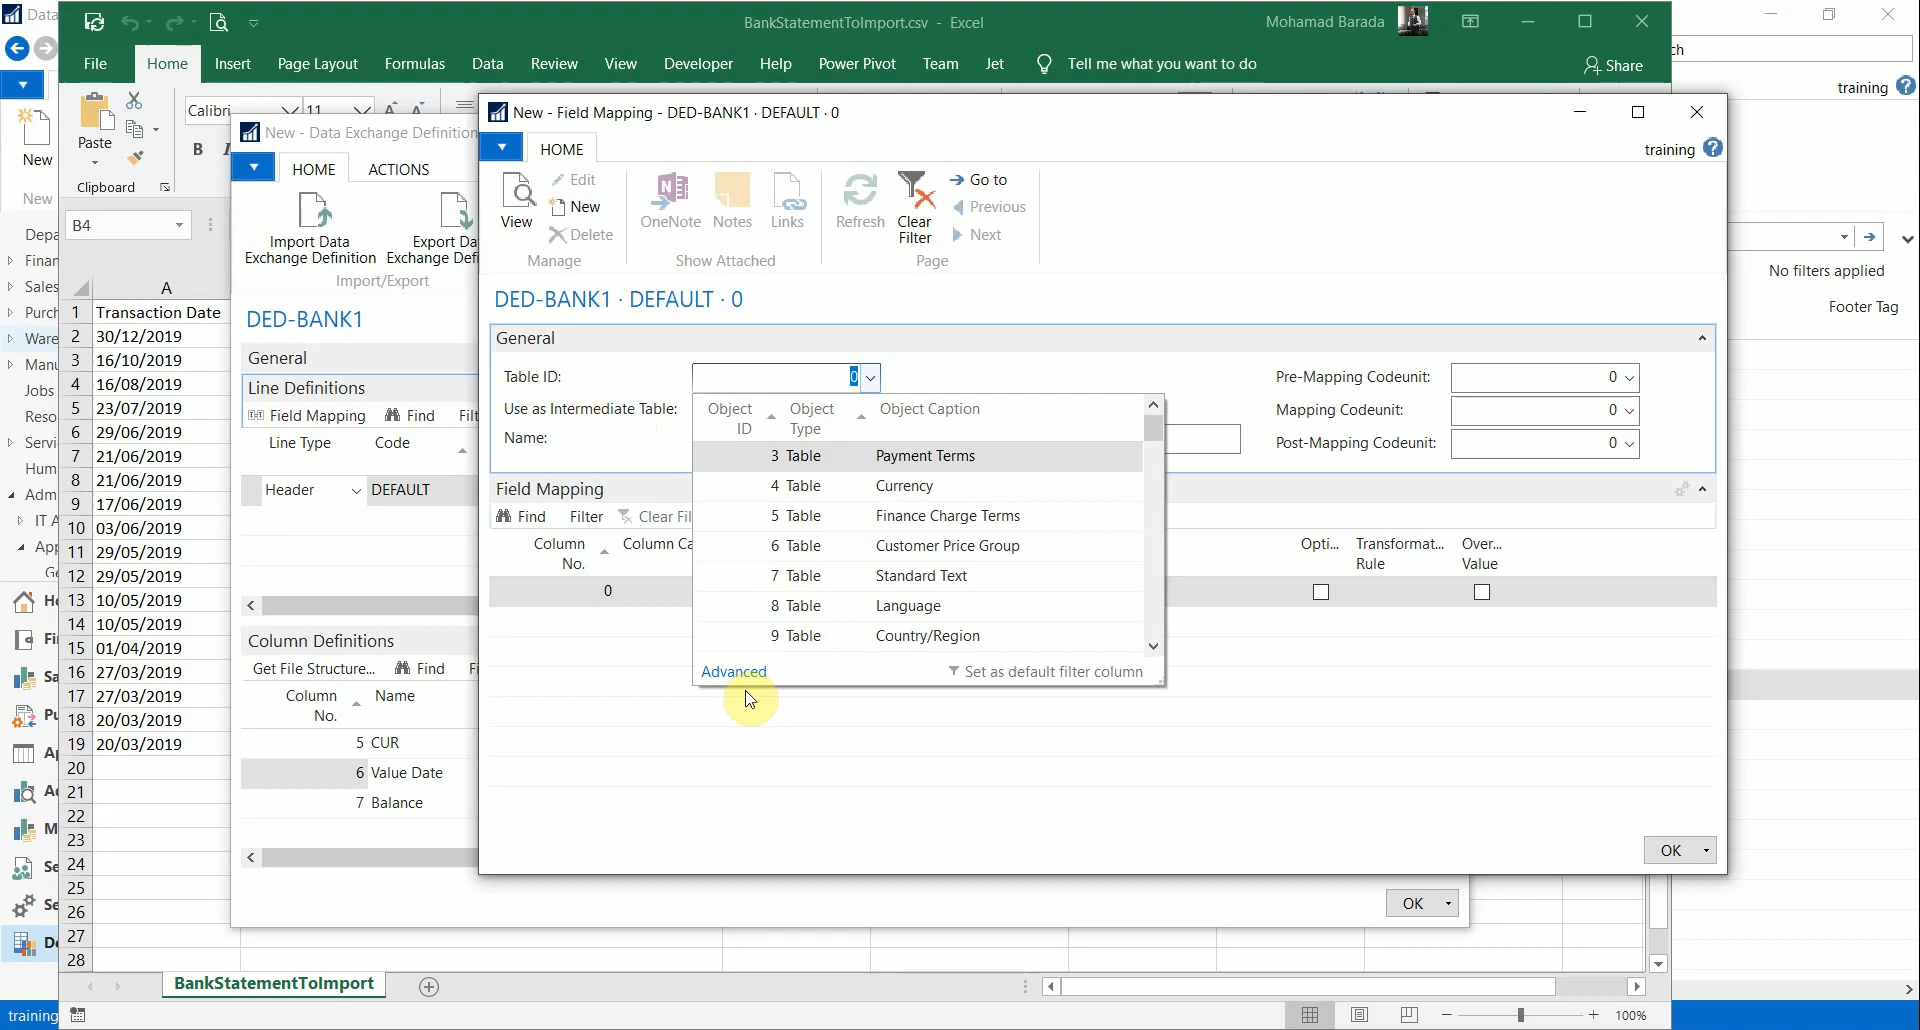 Data
BankStatementToImport.csv - Excel
Mohamad Barada
File
Home
Insert
Page Layout
Formulas
Data
Review
View
Developer
Help
Power Pivot
Team
Jet
Tell me what you want to do
Share
training
Calibri
11
Paste
Clipboard
B
I
New
New
B4
New - Data Exchange Definition
HOME
ACTIONS
Import Data
Exchange Definition
Import/Export
DED-BANK1
General
Line Definitions
Field Mapping
Find
Line Type
Code
Header
DEFAULT
Column Definitions
Get File Structure...
Find
Column
No.
Name
5 CUR
6 Value Date
7 Balance
OK
New - Field Mapping - DED-BANK1 · DEFAULT · 0
HOME
training
View
Edit
New
Delete
Manage
OneNote
Notes
Links
Show Attached
Refresh
Clear
Filter
Go to
Previous
Next
Page
DED-BANK1 · DEFAULT · 0
General
Table ID:
0
Use as Intermediate Table:
Name:
Pre-Mapping Codeunit:
0
Mapping Codeunit:
0
Post-Mapping Codeunit:
0
Object
ID
Object
Type
Object Caption
3 Table Payment Terms
4 Table Currency
5 Table Finance Charge Terms
6 Table Customer Price Group
7 Table Standard Text
8 Table Language
9 Table Country/Region
Advanced
Set as default filter column
Field Mapping
Find
Filter
Column
No.
Opti...
Transformat...
Rule
Over...
Value
0
OK
No filters applied
Footer Tag
A
1 Transaction Date
2 30/12/2019
3 16/10/2019
4 16/08/2019
5 23/07/2019
6 29/06/2019
7 21/06/2019
8 21/06/2019
9 17/06/2019
10 03/06/2019
11 29/05/2019
12 29/05/2019
13 10/05/2019
14 10/05/2019
15 01/04/2019
16 27/03/2019
17 27/03/2019
18 20/03/2019
19 20/03/2019
20
21
22
23
24
25
26
27
28
Jobs
BankStatementToImport
training
100%